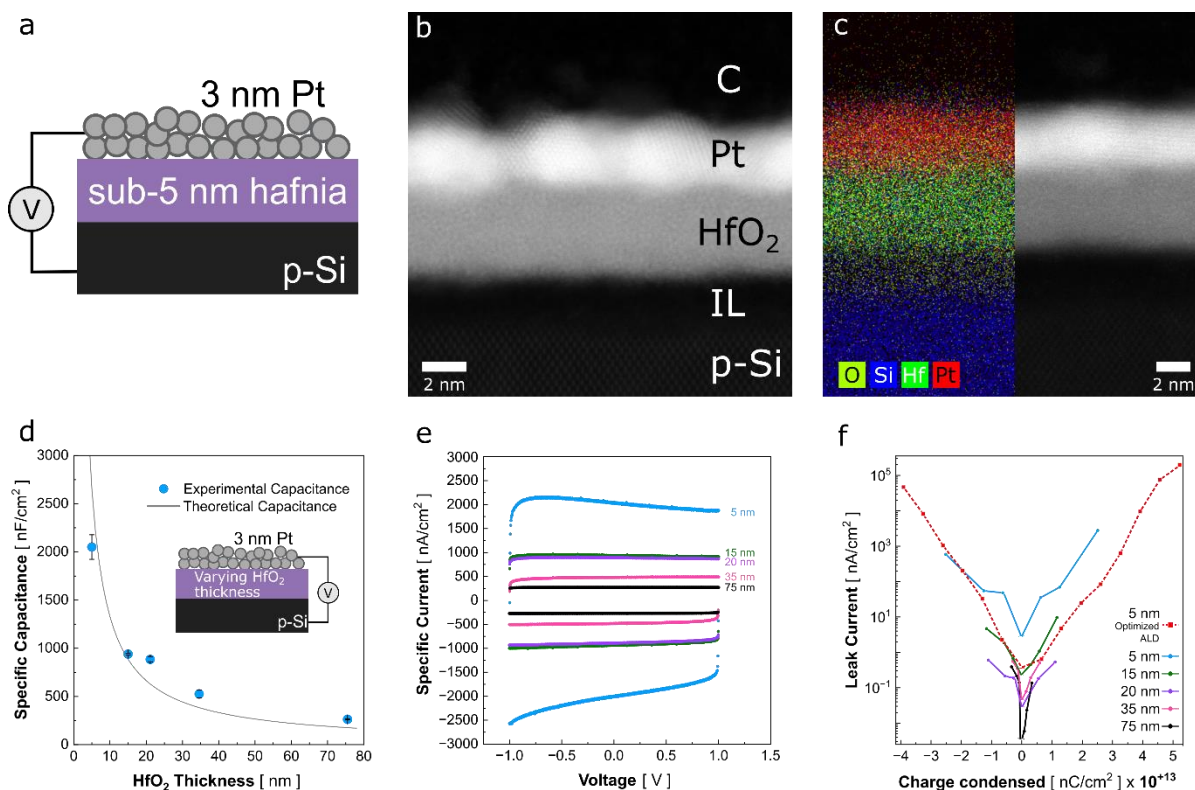 a
3 nm Pt
sub-5 nm hafnia
V
p-Si
b
C
Pt
HfO₂
IL
p-Si
2 nm
c
O Si Hf Pt
2 nm
d
Specific Capacitance [ nF/cm² ]
3000
2500
2000
1500
1000
500
0
Experimental Capacitance
Theoretical Capacitance
3 nm Pt
Varying HfO₂
thickness
V
p-Si
0 10 20 30 40 50 60 70 80
HfO₂ Thickness [ nm ]
e
Specific Current [ nA/cm² ]
3000
2500
2000
1500
1000
500
0
-500
-1000
-1500
-2000
-2500
-3000
5 nm
15 nm
20 nm
35 nm
75 nm
-1.0 -0.5 0.0 0.5 1.0 1.5
Voltage [ V ]
f
Leak Current [ nA/cm² ]
10⁵
10³
10¹
10⁻¹
5 nm
Optimized
ALD
5 nm
15 nm
20 nm
35 nm
75 nm
-4 -3 -2 -1 0 1 2 3 4 5
Charge condensed [ nC/cm² ] x 10⁺¹³